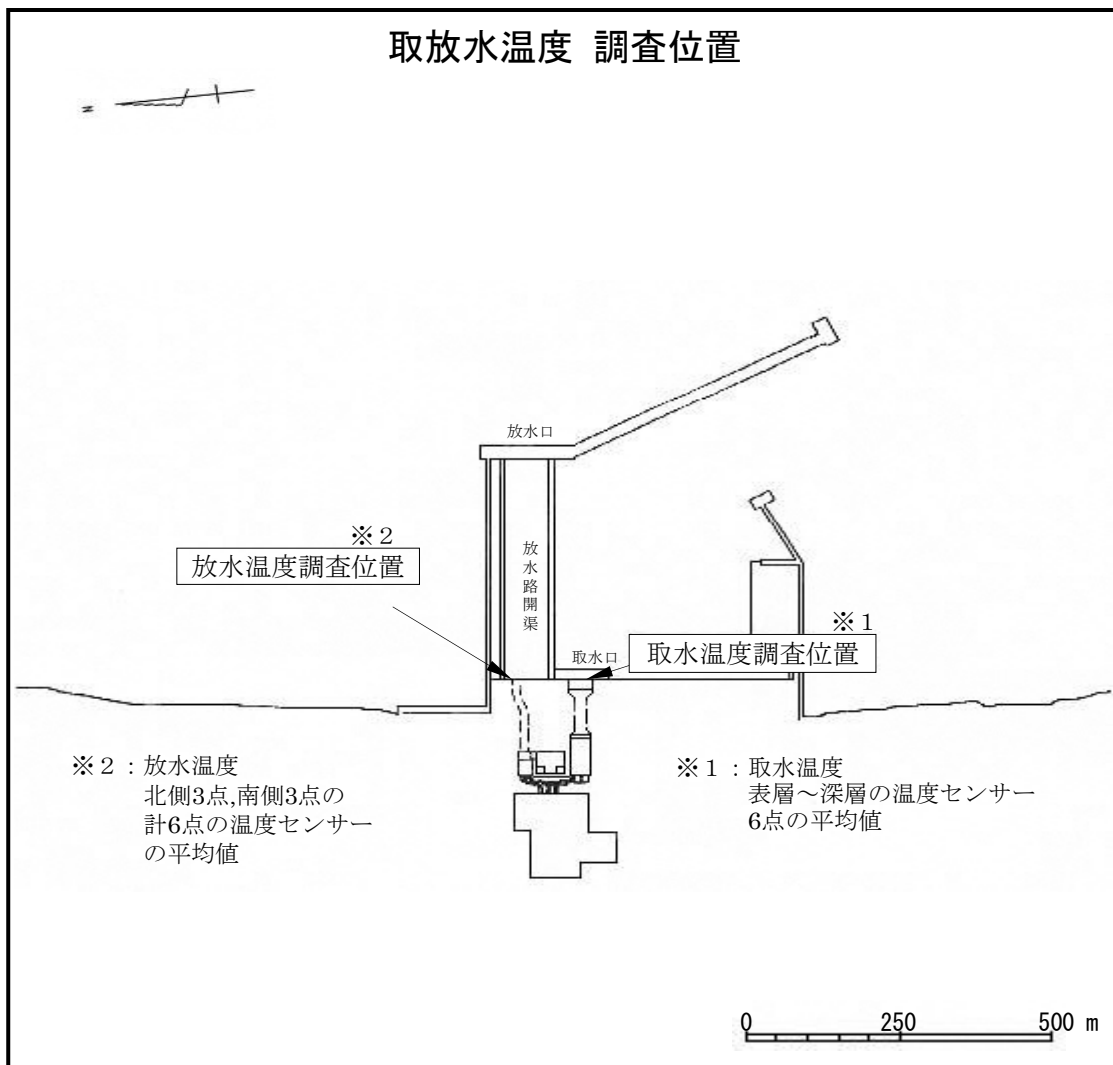 取放水温度 調査位置
N
放水口
※2
放水温度調査位置
放水路開渠
※1
取水口
取水温度調査位置
※2：放水温度
北側3点,南側3点の
計6点の温度センサー
の平均値
※1：取水温度
表層～深層の温度センサー
6点の平均値
0 250 500 m